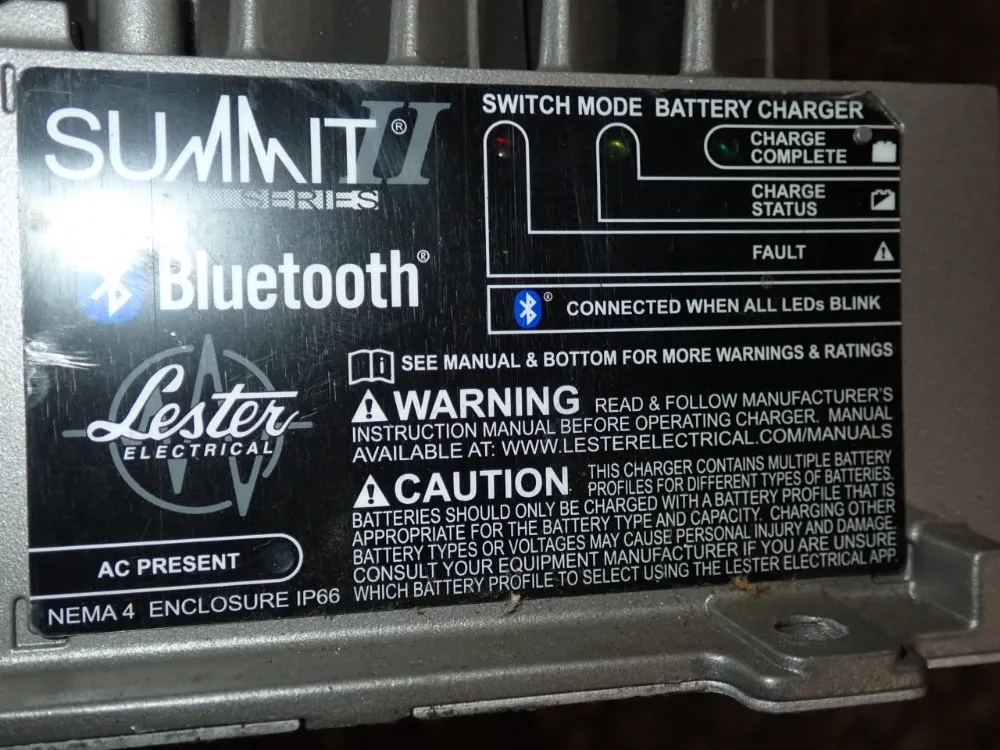 SUMMIT II®
SERIES
Bluetooth®
Lester
ELECTRICAL
AC PRESENT
NEMA 4 ENCLOSURE IP66
SWITCH MODE BATTERY CHARGER
CHARGE
COMPLETE
CHARGE
STATUS
FAULT
® CONNECTED WHEN ALL LEDs BLINK
SEE MANUAL & BOTTOM FOR MORE WARNINGS & RATINGS
WARNING READ & FOLLOW MANUFACTURER'S
INSTRUCTION MANUAL BEFORE OPERATING CHARGER. MANUAL
AVAILABLE AT: WWW.LESTERELECTRICAL.COM/MANUALS
CAUTION THIS CHARGER CONTAINS MULTIPLE BATTERY
PROFILES FOR DIFFERENT TYPES OF BATTERIES.
BATTERIES SHOULD ONLY BE CHARGED WITH A BATTERY PROFILE THAT IS
APPROPRIATE FOR THE BATTERY TYPE AND CAPACITY. CHARGING OTHER
BATTERY TYPES OR VOLTAGES MAY CAUSE PERSONAL INJURY AND DAMAGE.
CONSULT YOUR EQUIPMENT MANUFACTURER IF YOU ARE UNSURE
WHICH BATTERY PROFILE TO SELECT USING THE LESTER ELECTRICAL APP.